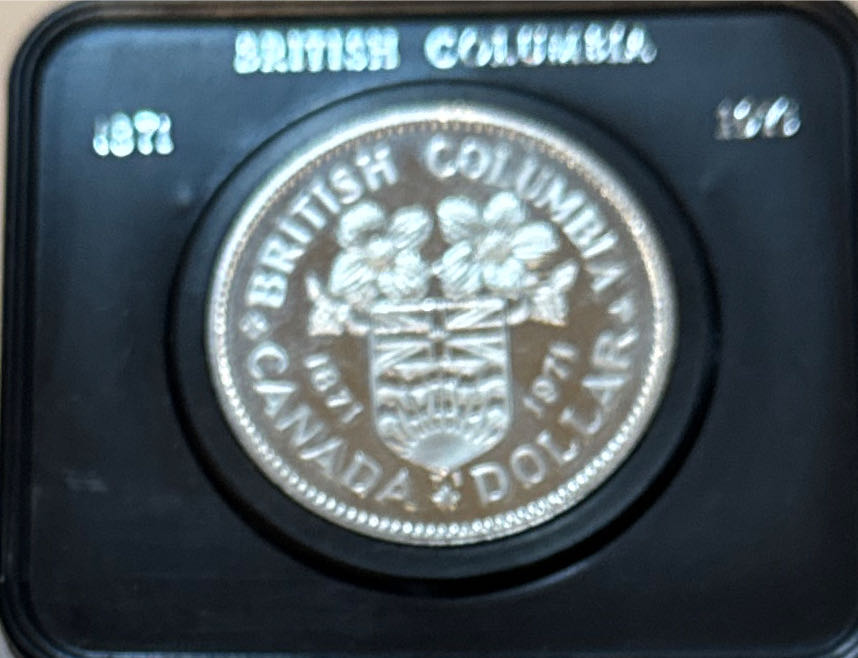 BRITISH COLUMBIA
1871
BRITISH COLUMBIA
1871 1971
CANADA DOLLAR